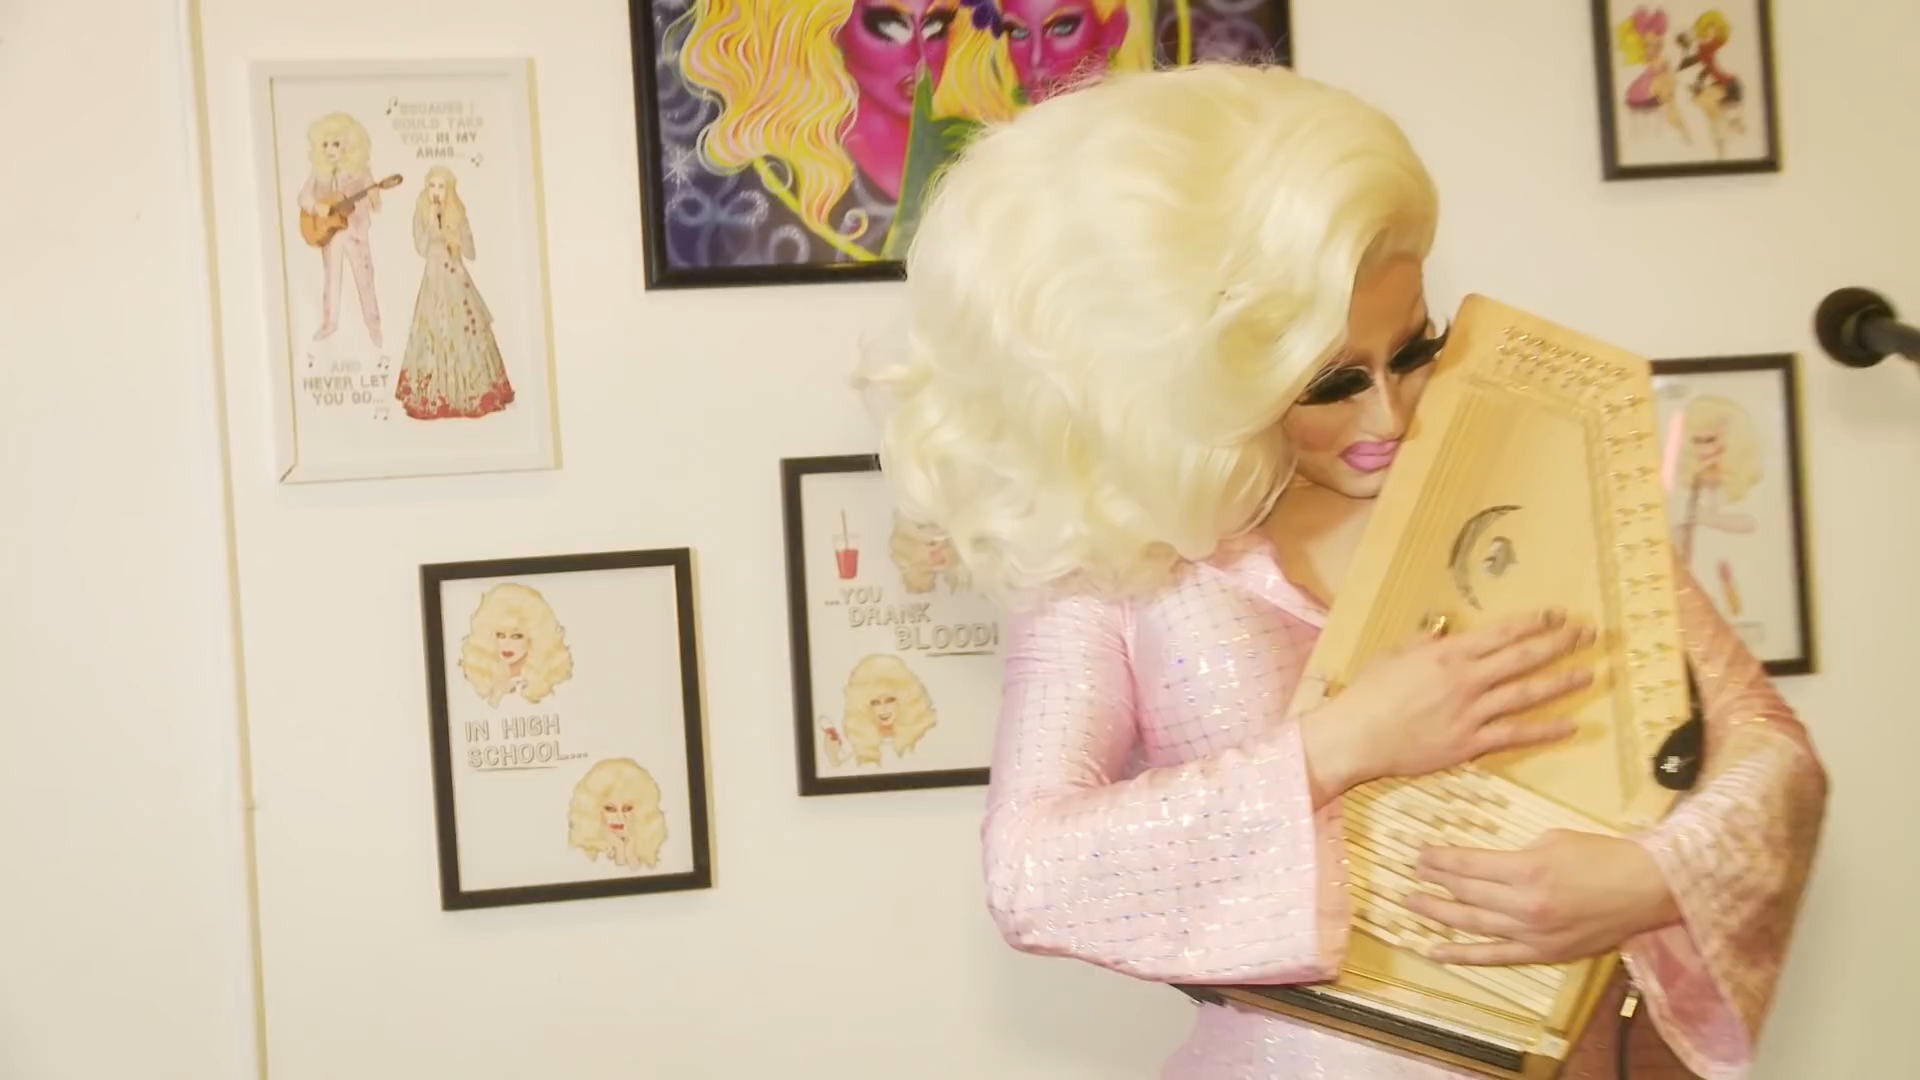 BECAUSE I
COULD TAKE
YOU IN MY
ARMS...
AND
NEVER LET
YOU GO...
IN HIGH
SCHOOL...
...YOU
DRANK
BLOOD!